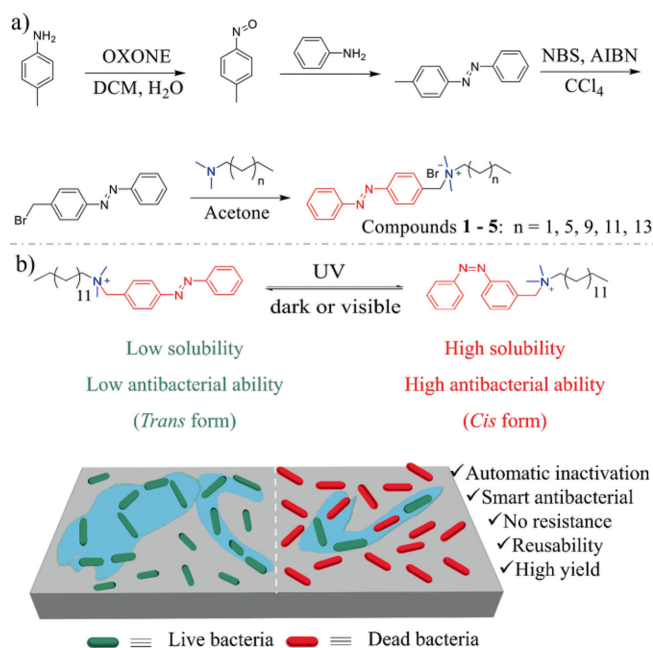 a)
NH₂
OXONE
DCM, H₂O
N=O
NH₂
N=N
NBS, AIBN
CCl₄
Br
N=N
N
n
Acetone
N=N
Br⁻
N⁺
n
Compounds 1 - 5: n = 1, 5, 9, 11, 13
b)
11
N⁺
N=N
UV
dark or visible
N=N
N⁺
11
Low solubility
Low antibacterial ability
(Trans form)
High solubility
High antibacterial ability
(Cis form)
✓Automatic inactivation
✓Smart antibacterial
✓No resistance
✓Reusability
✓High yield
Live bacteria
Dead bacteria